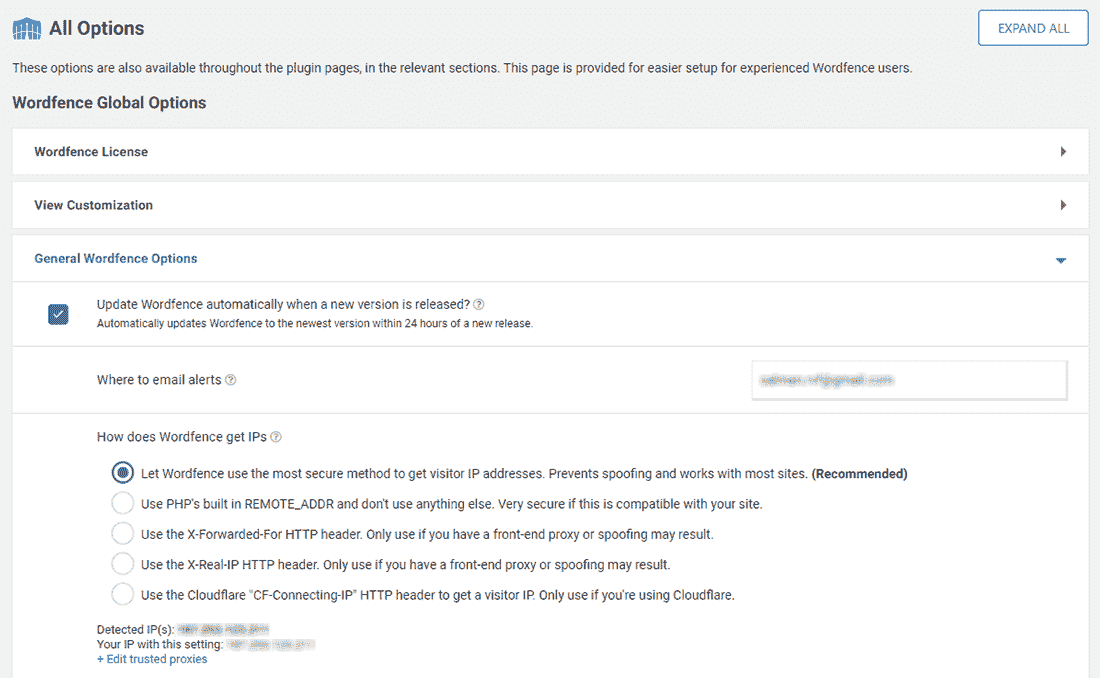 All Options
EXPAND ALL
These options are also available throughout the plugin pages, in the relevant sections. This page is provided for easier setup for experienced Wordfence users.
Wordfence Global Options
Wordfence License
View Customization
General Wordfence Options
Update Wordfence automatically when a new version is released?
Automatically updates Wordfence to the newest version within 24 hours of a new release.
Where to email alerts
How does Wordfence get IPs
Let Wordfence use the most secure method to get visitor IP addresses. Prevents spoofing and works with most sites. (Recommended)
Use PHP's built in REMOTE_ADDR and don't use anything else. Very secure if this is compatible with your site.
Use the X-Forwarded-For HTTP header. Only use if you have a front-end proxy or spoofing may result.
Use the X-Real-IP HTTP header. Only use if you have a front-end proxy or spoofing may result.
Use the Cloudflare "CF-Connecting-IP" HTTP header to get a visitor IP. Only use if you're using Cloudflare.
Detected IP(s):
Your IP with this setting:
+ Edit trusted proxies